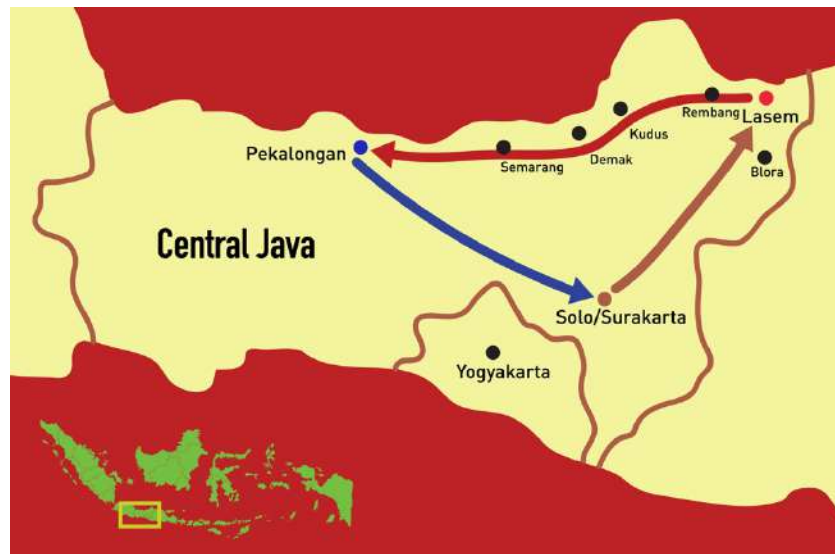 Rembang
Lasem
Kudus
Pekalongan
Semarang
Demak
Blora
Central Java
Solo/Surakarta
Yogyakarta